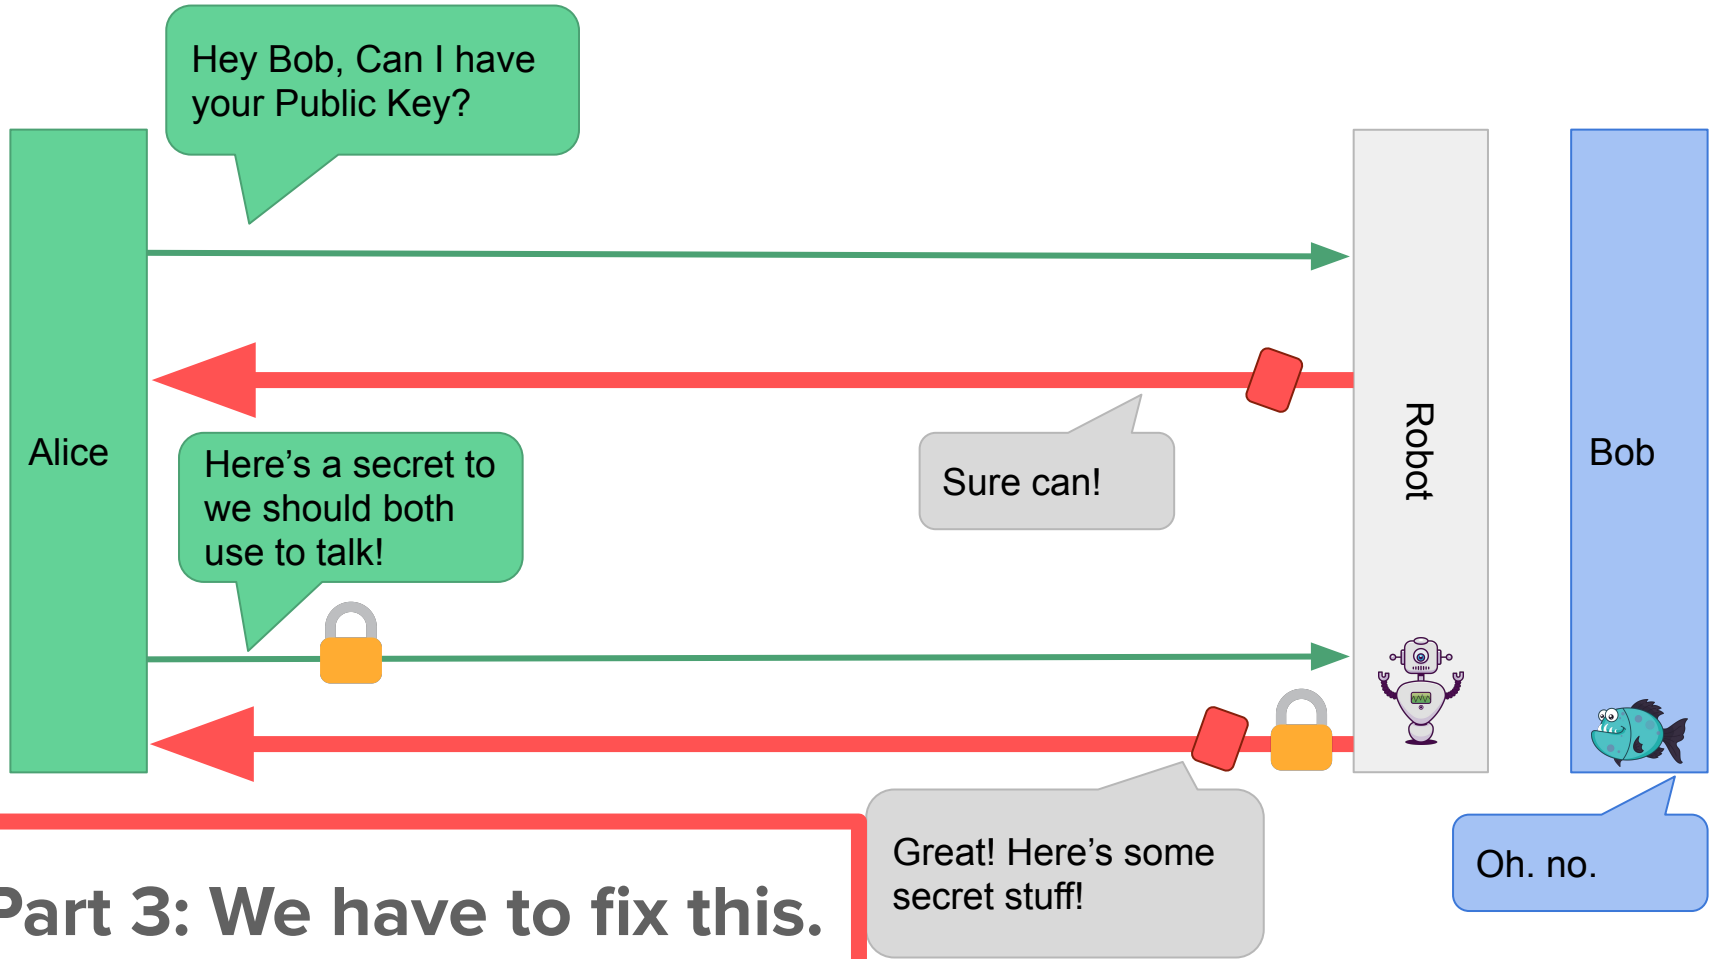 Hey Bob, Can I have
your Public Key?
Alice
Robot
Bob
Sure can!
Here's a secret to
we should both
use to talk!
Great! Here's some
secret stuff!
Oh. no.
Part 3: We have to fix this.